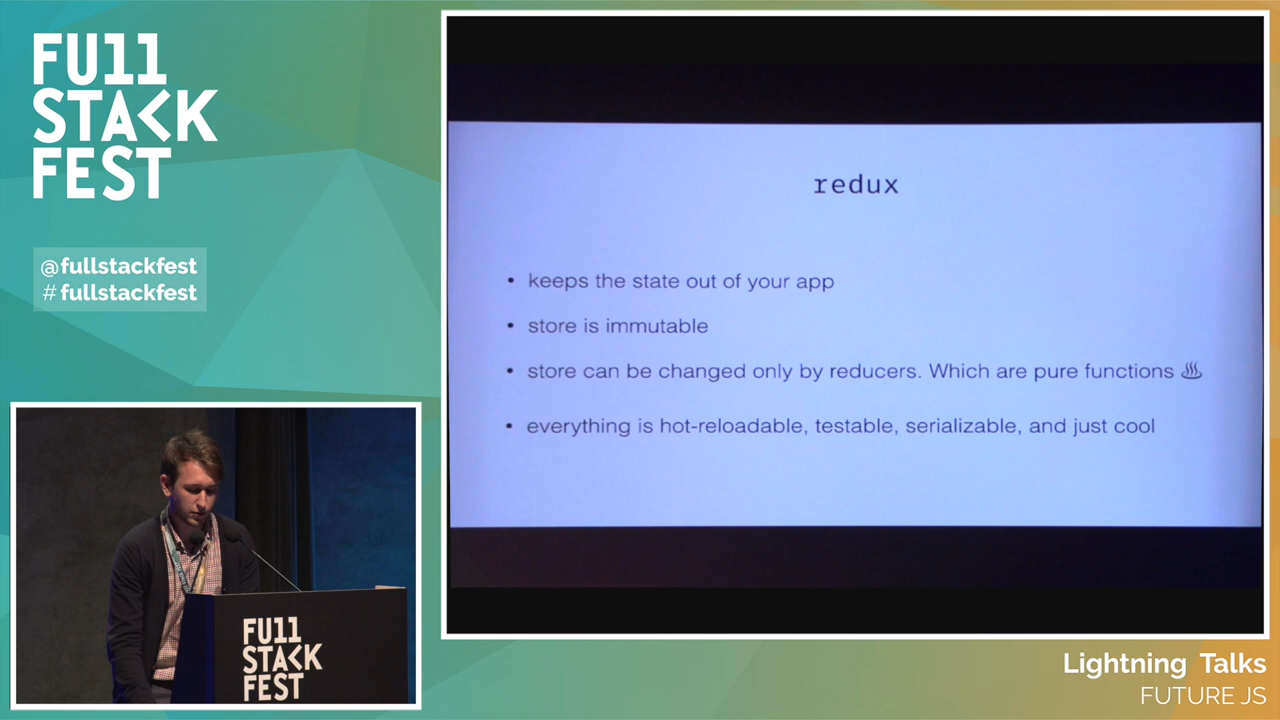 FU11
STACK
FEST
@fullstackfest
# fullstackfest
redux
• keeps the state out of your app
• store is immutable
• store can be changed only by reducers. Which are pure functions ♨
• everything is hot-reloadable, testable, serializable, and just cool
FU11
STACK
FEST
Lightning Talks
FUTURE JS